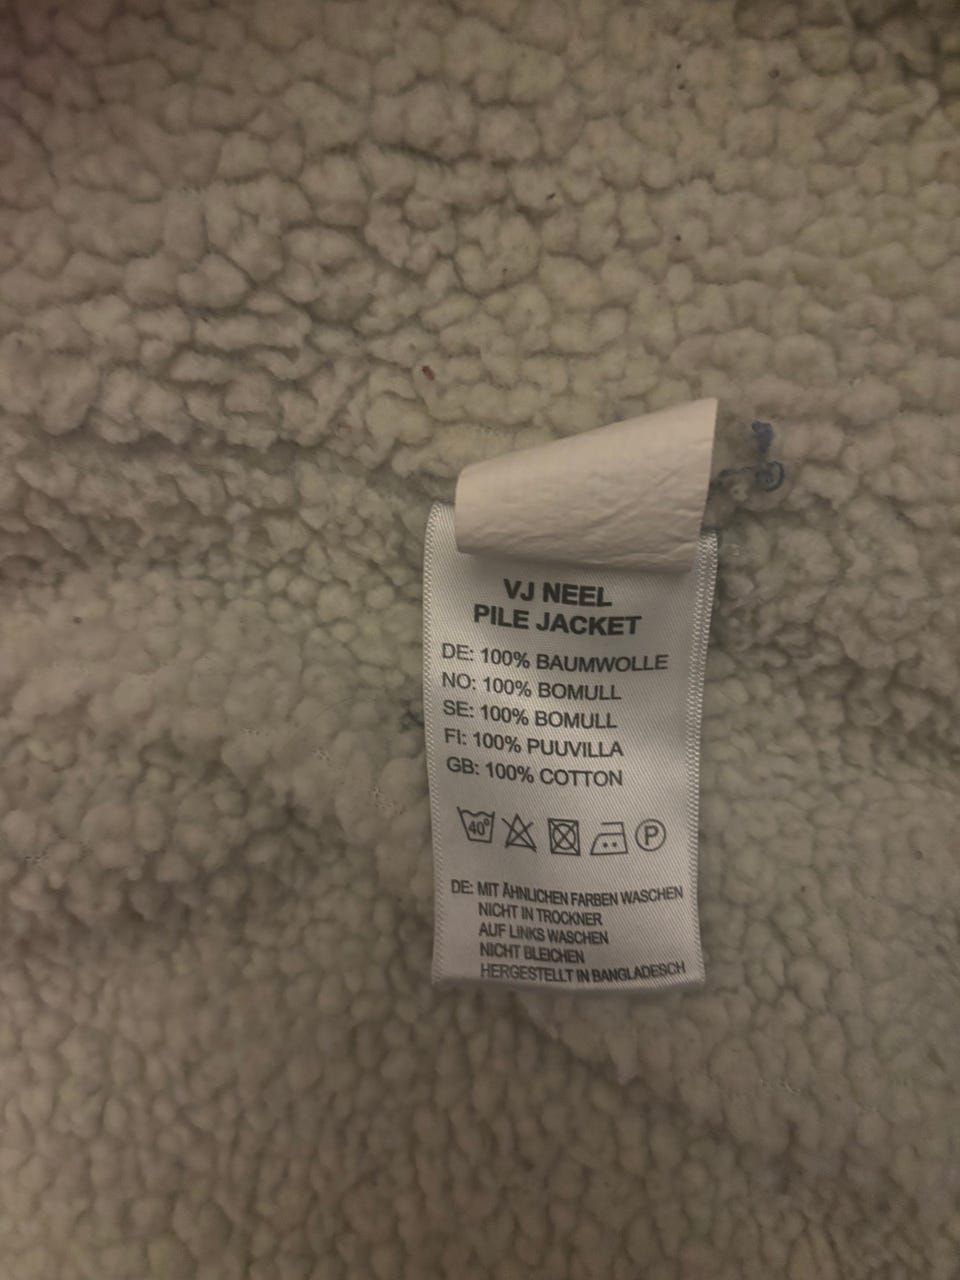 VJ NEEL
PILE JACKET
DE: 100% BAUMWOLLE
NO: 100% BOMULL
SE: 100% BOMULL
FI: 100% PUUVILLA
GB: 100% COTTON
40° P
DE: MIT ÄHNLICHEN FARBEN WASCHEN
NICHT IN TROCKNER
AUF LINKS WASCHEN
NICHT BLEICHEN
HERGESTELLT IN BANGLADESCH